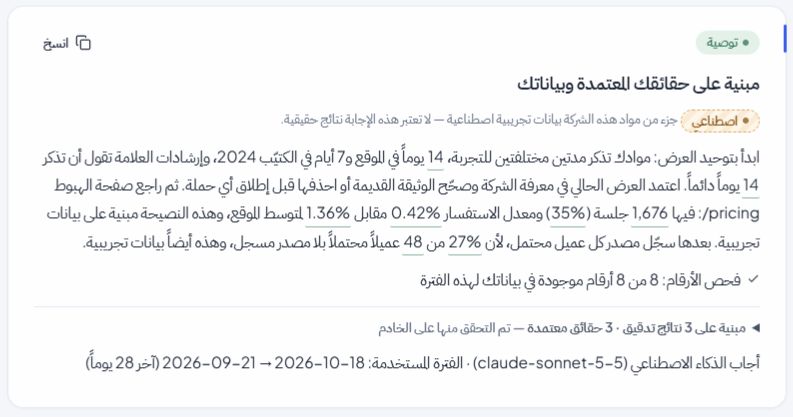 توصية
انسخ
مبنية على حقائقك المعتمدة وبياناتك
اصطناعي جزء من مواد هذه الشركة بيانات تجريبية اصطناعية — لا تعتبر هذه الإجابة نتائج حقيقية.
ابدأ بتوحيد العرض: موادك تذكر مدتين مختلفتين للتجربة، 14 يوماً في الموقع و7 أيام في الكتيّب 2024، وإرشادات العلامة تقول أن تذكر
14 يوماً دائماً. اعتمد العرض الحالي في معرفة الشركة وصحّح الوثيقة القديمة أو احذفها قبل إطلاق أي حملة. ثم راجع صفحة الهبوط
/pricing: فيها 1,676 جلسة (35%) ومعدل الاستفسار 0.42% مقابل 1.36% لمتوسط الموقع، وهذه النصيحة مبنية على بيانات
تجريبية. بعدها سجّل مصدر كل عميل محتمل، لأن 27% من 48 عميلاً محتملاً بلا مصدر مسجل، وهذه أيضاً بيانات تجريبية.
فحص الأرقام: 8 من 8 أرقام موجودة في بياناتك لهذه الفترة
مبنية على 3 نتائج تدقيق · 3 حقائق معتمدة — تم التحقق منها على الخادم
أجاب الذكاء الاصطناعي (claude-sonnet-5-5) · الفترة المستخدمة: 2026-10-18 → 2026-09-21 (آخر 28 يوماً)